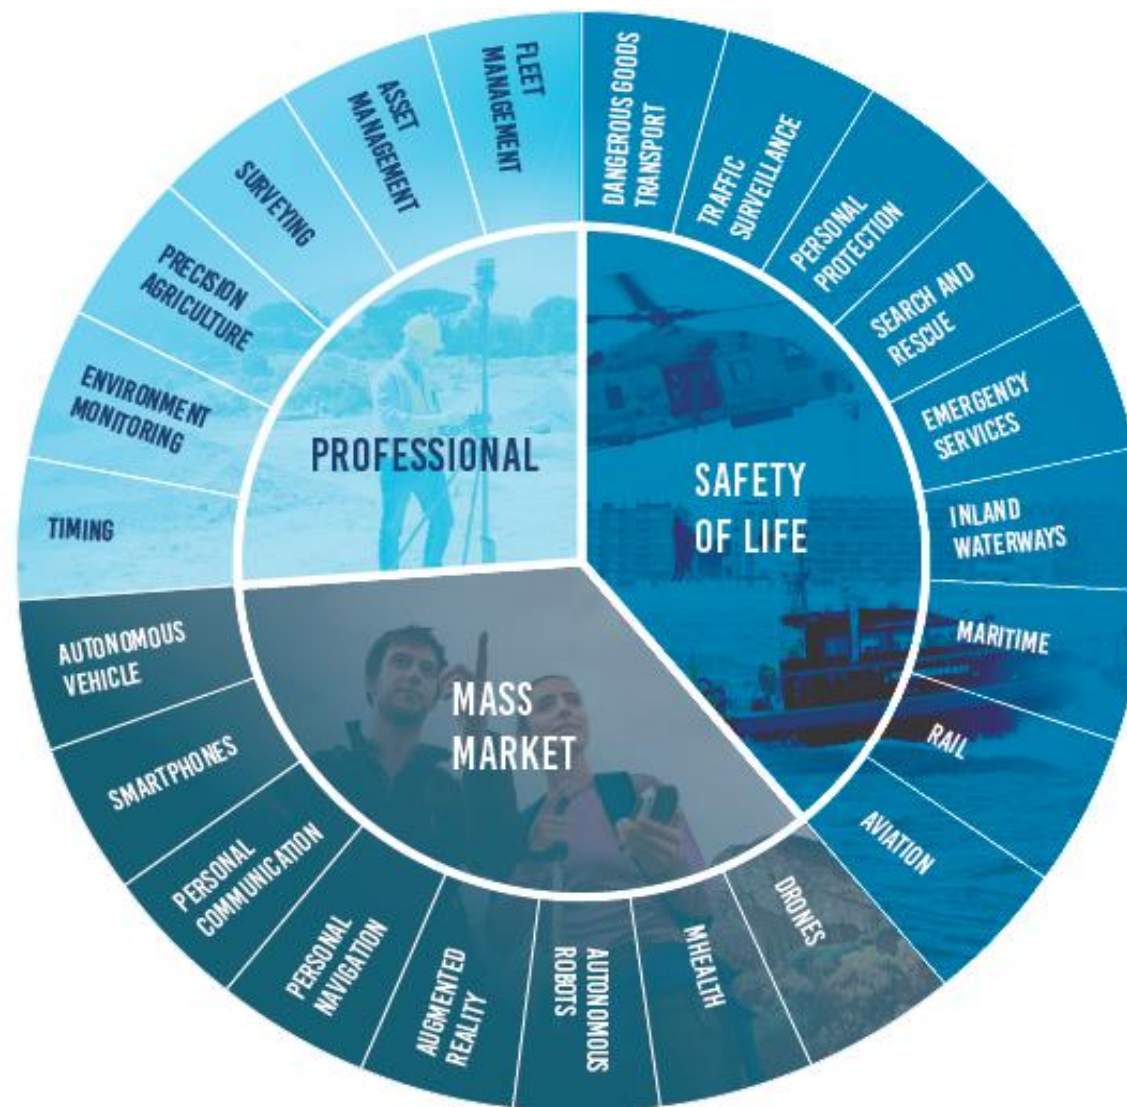 FLEET
MANAGEMENT
ASSET
MANAGEMENT
SURVEYING
PRECISION
AGRICULTURE
ENVIRONMENT
MONITORING
TIMING
PROFESSIONAL
DANGEROUS GOODS
TRANSPORT
TRAFFIC
SURVEILLANCE
PERSONAL
PROTECTION
SEARCH AND
RESCUE
EMERGENCY
SERVICES
INLAND
WATERWAYS
MARITIME
RAIL
AVIATION
SAFETY
OF LIFE
AUTONOMOUS
VEHICLE
SMARTPHONES
PERSONAL
COMMUNICATION
PERSONAL
NAVIGATION
AUGMENTED
REALITY
AUTONOMOUS
ROBOTS
MHEALTH
DRONES
MASS
MARKET